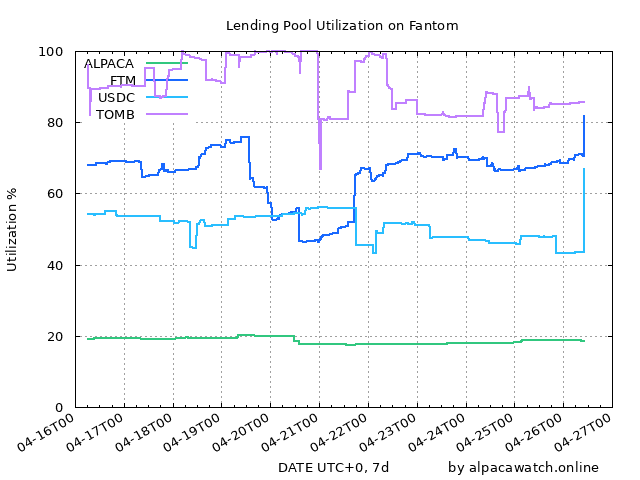 Lending Pool Utilization on Fantom
Utilization %
100
80
60
40
20
0
ALPACA
FTM
USDC
TOMB
04-16T00
04-17T00
04-18T00
04-19T00
04-20T00
04-21T00
04-22T00
04-23T00
04-24T00
04-25T00
04-26T00
04-27T00
DATE UTC+0, 7d
by alpacawatch.online